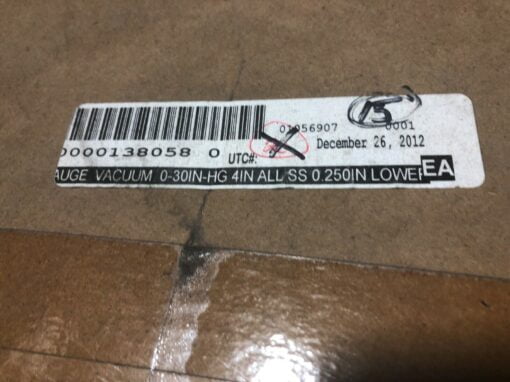 15
01056907 0001
0000138058 0 UTC#: December 26, 2012
AUGE VACUUM 0-30IN-HG 4IN ALL SS 0.250IN LOWER EA